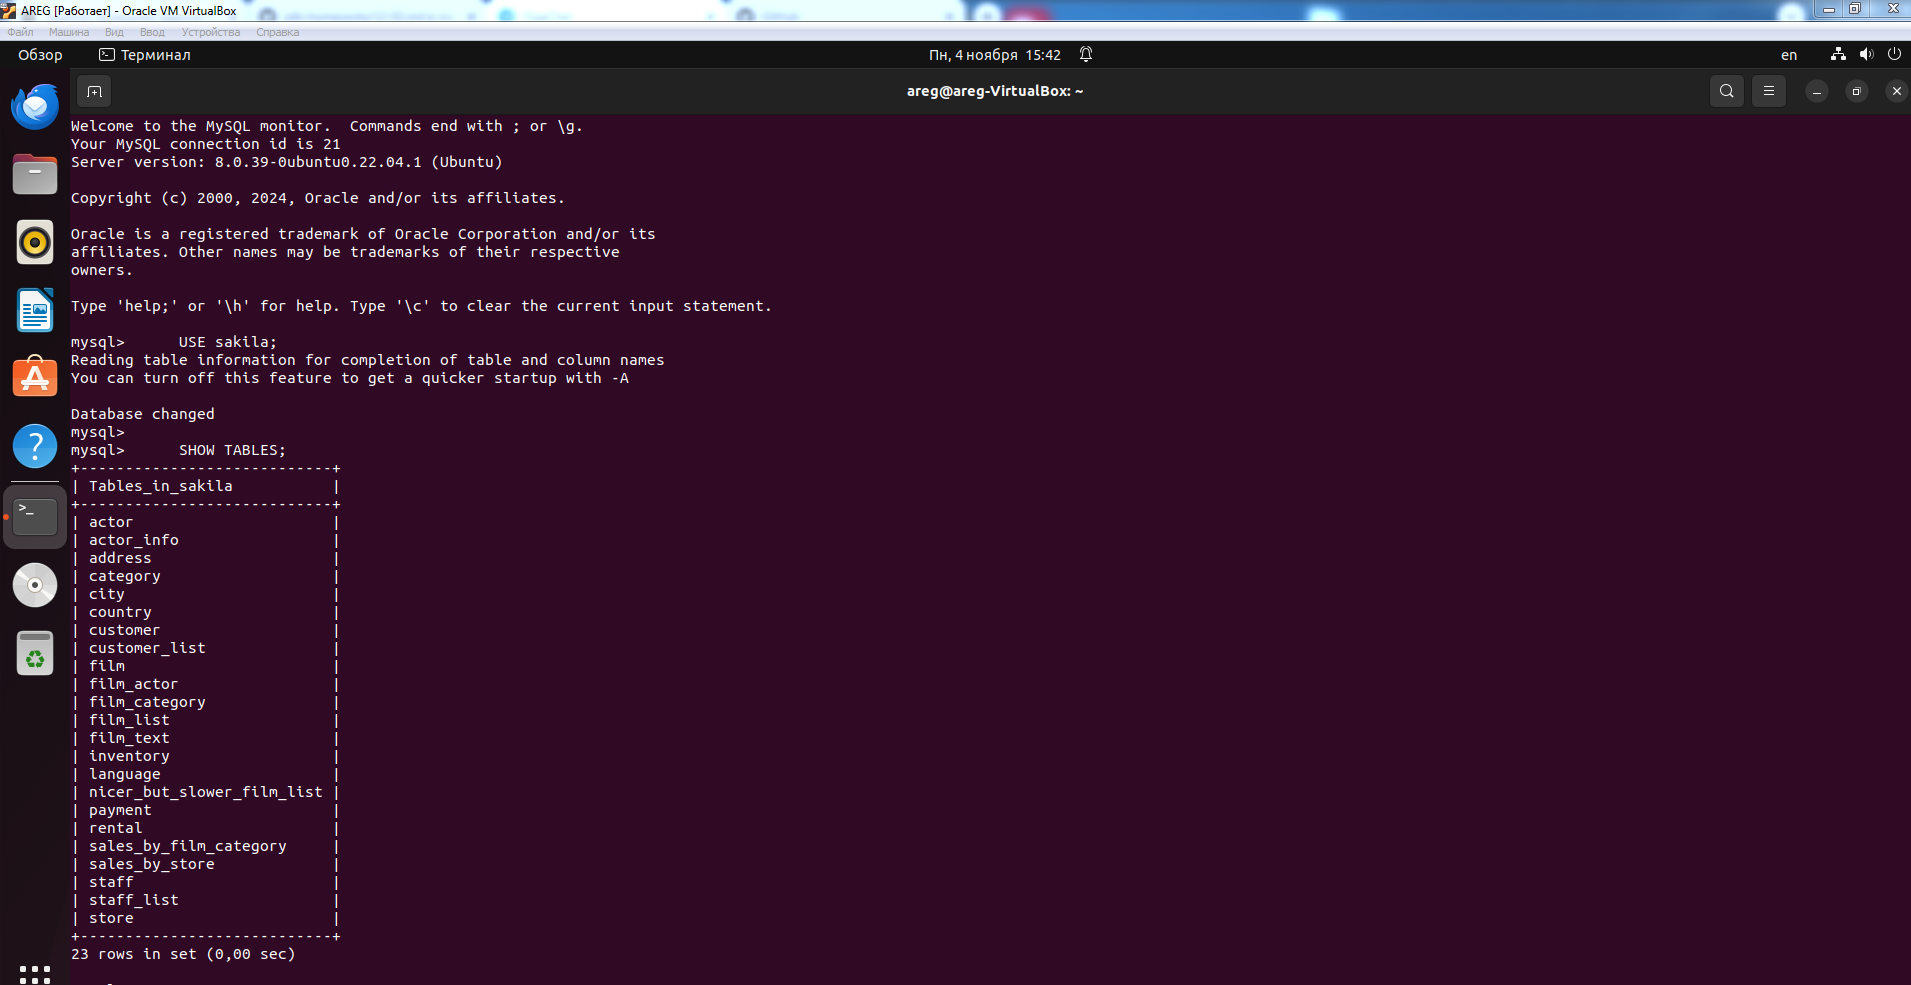 AREG [Работает] - Oracle VM VirtualBox
Файл Машина Вид Ввод Устройства Справка
Обзор Терминал Пн, 4 ноября 15:42 en
areg@areg-VirtualBox: ~
Welcome to the MySQL monitor.  Commands end with ; or \g.
Your MySQL connection id is 21
Server version: 8.0.39-0ubuntu0.22.04.1 (Ubuntu)
Copyright (c) 2000, 2024, Oracle and/or its affiliates.
Oracle is a registered trademark of Oracle Corporation and/or its
affiliates. Other names may be trademarks of their respective
owners.
Type 'help;' or '\h' for help. Type '\c' to clear the current input statement.
mysql>      USE sakila;
Reading table information for completion of table and column names
You can turn off this feature to get a quicker startup with -A
Database changed
mysql>
mysql>      SHOW TABLES;
+----------------------------+
| Tables_in_sakila           |
+----------------------------+
| actor                      |
| actor_info                 |
| address                    |
| category                   |
| city                       |
| country                    |
| customer                   |
| customer_list              |
| film                       |
| film_actor                 |
| film_category              |
| film_list                  |
| film_text                  |
| inventory                  |
| language                   |
| nicer_but_slower_film_list |
| payment                    |
| rental                     |
| sales_by_film_category     |
| sales_by_store             |
| staff                      |
| staff_list                 |
| store                      |
+----------------------------+
23 rows in set (0,00 sec)